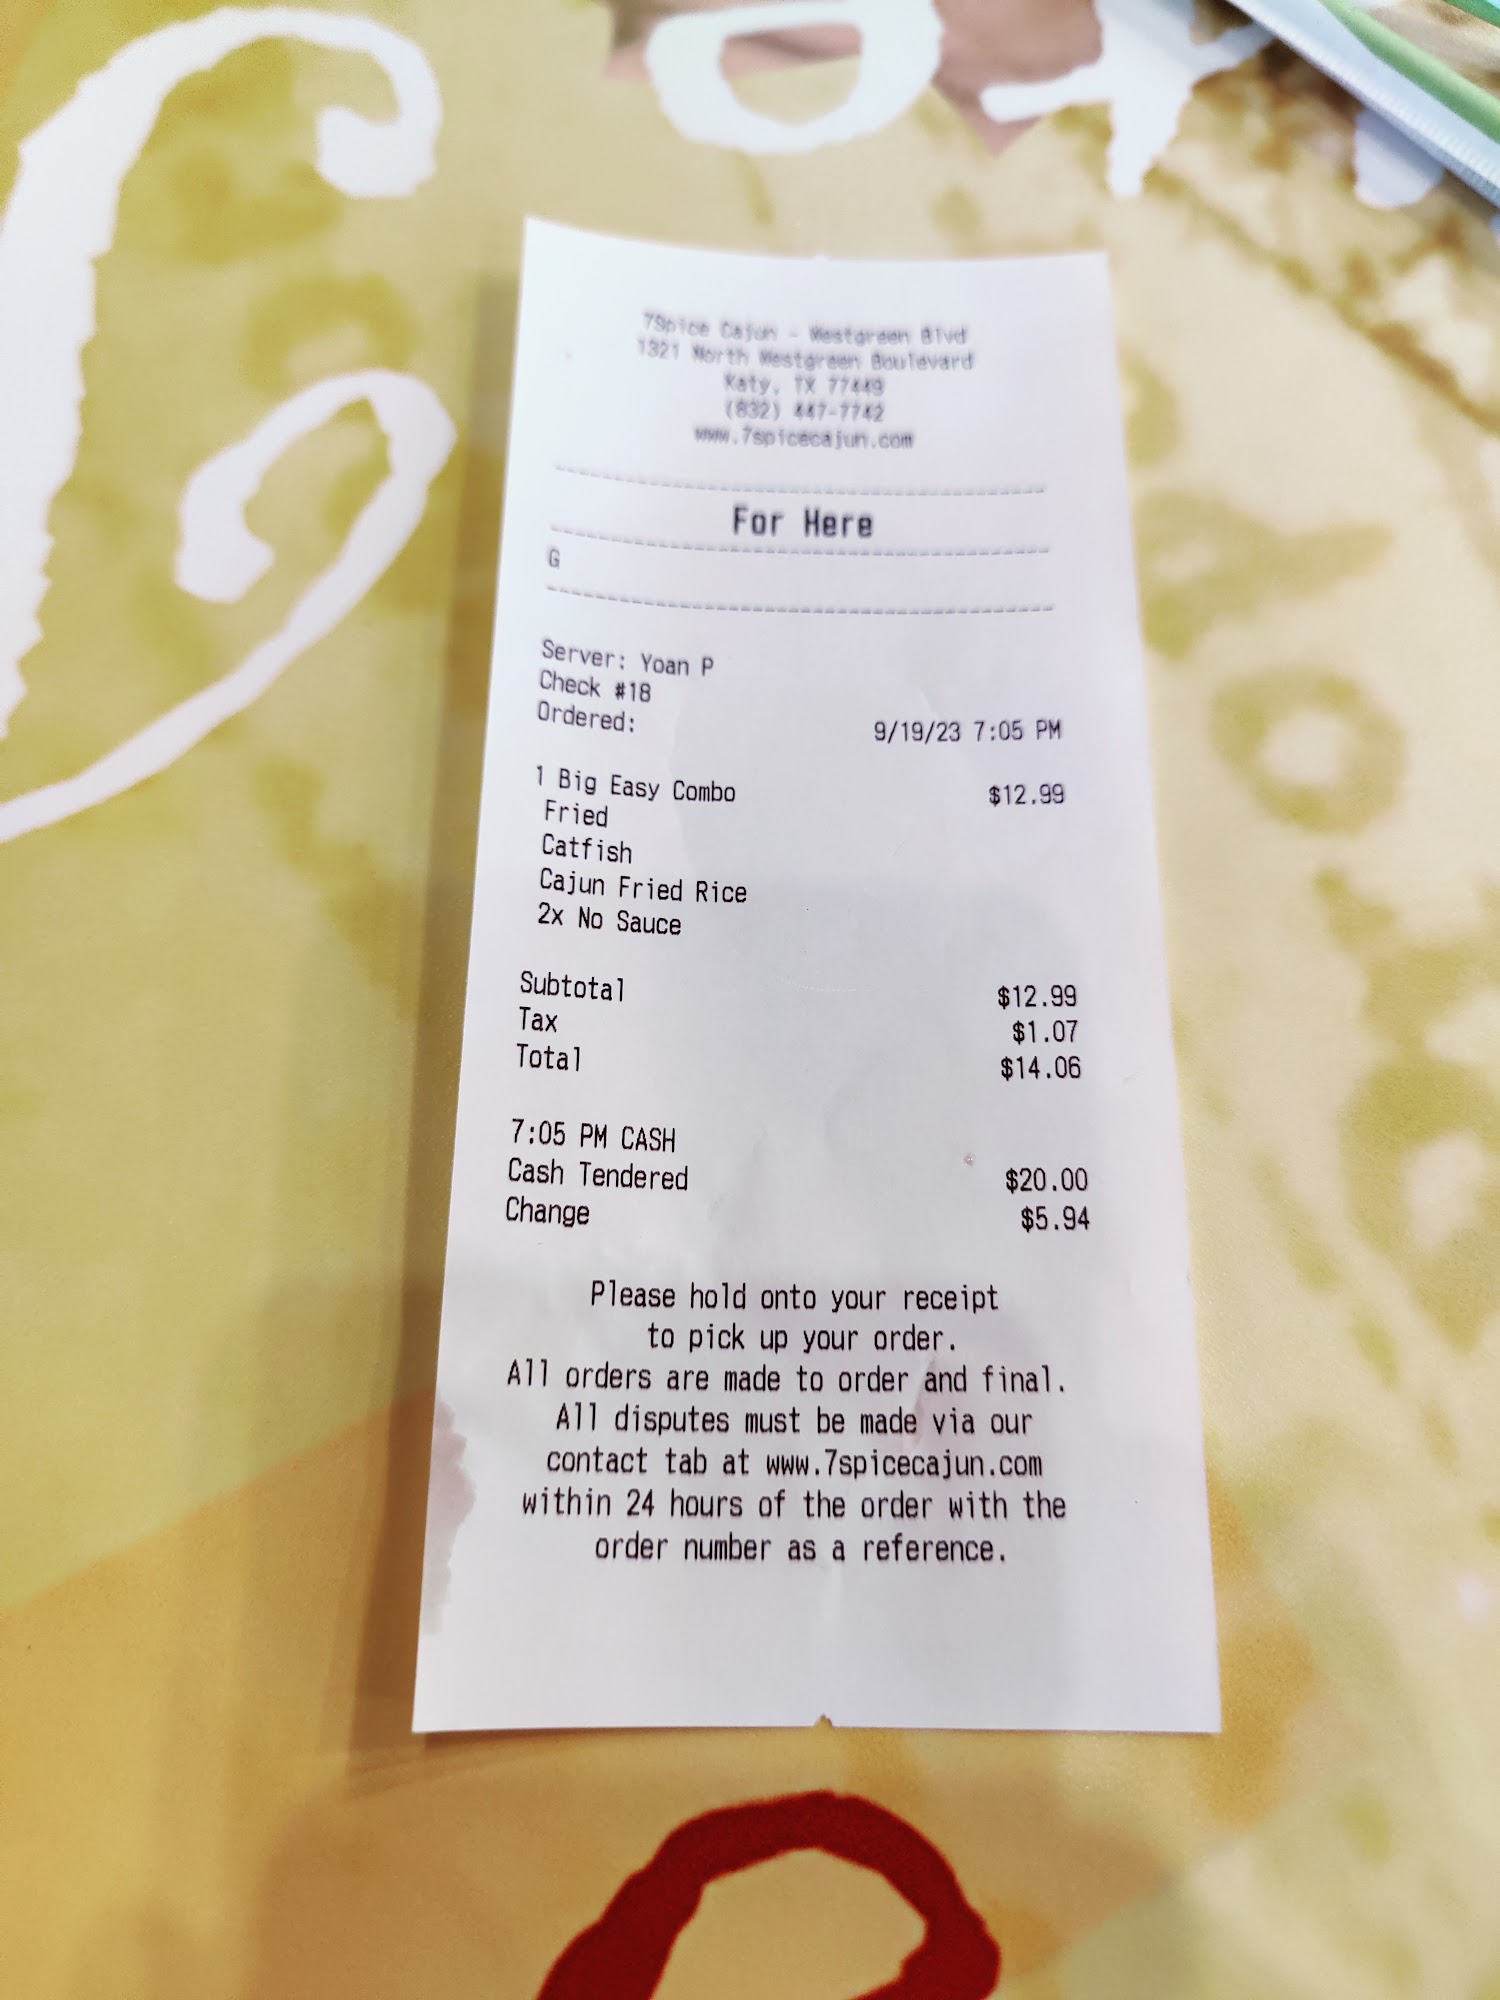 7Spice Cajun - Westgreen Blvd
1321 North Westgreen Boulevard
Katy, TX 77449
(832) 447-7742
www.7spicecajun.com
For Here
G
Server: Yoan P
Check #18
Ordered: 9/19/23 7:05 PM
1 Big Easy Combo $12.99
Fried
Catfish
Cajun Fried Rice
2x No Sauce
Subtotal $12.99
Tax $1.07
Total $14.06
7:05 PM CASH
Cash Tendered $20.00
Change $5.94
Please hold onto your receipt
to pick up your order.
All orders are made to order and final.
All disputes must be made via our
contact tab at www.7spicecajun.com
within 24 hours of the order with the
order number as a reference.